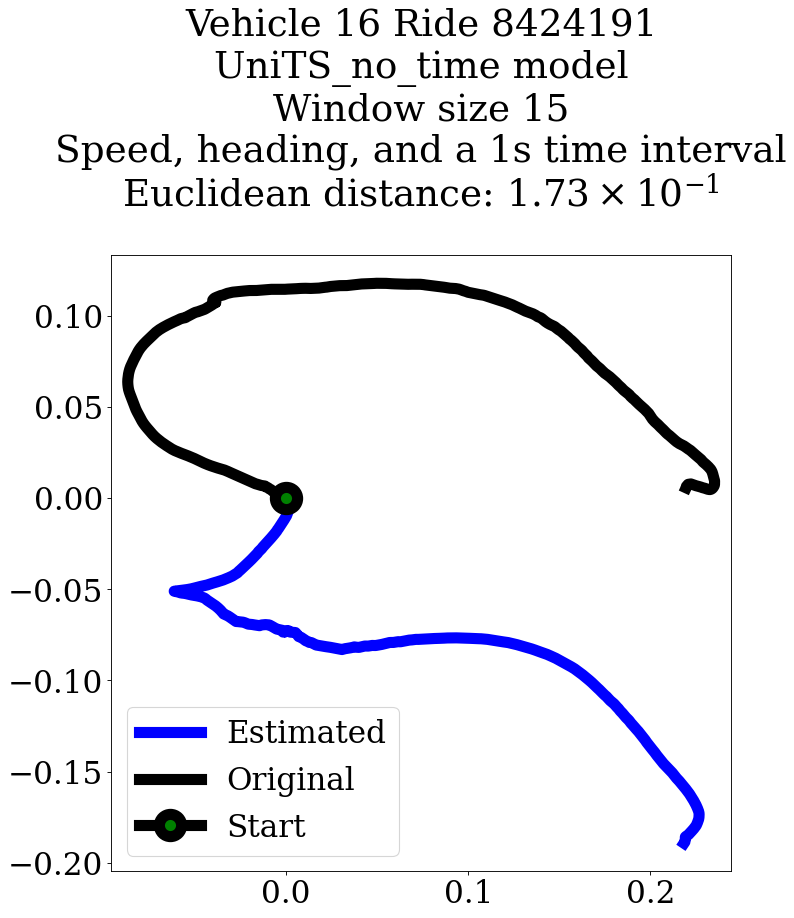 Vehicle 16 Ride 8424191
UniTS_no_time model
Window size 15
Speed, heading, and a 1s time interval
Euclidean distance: 1.73 × 10⁻¹
0.10
0.05
0.00
−0.05
−0.10
−0.15
−0.20
Estimated
Original
Start
0.0 0.1 0.2